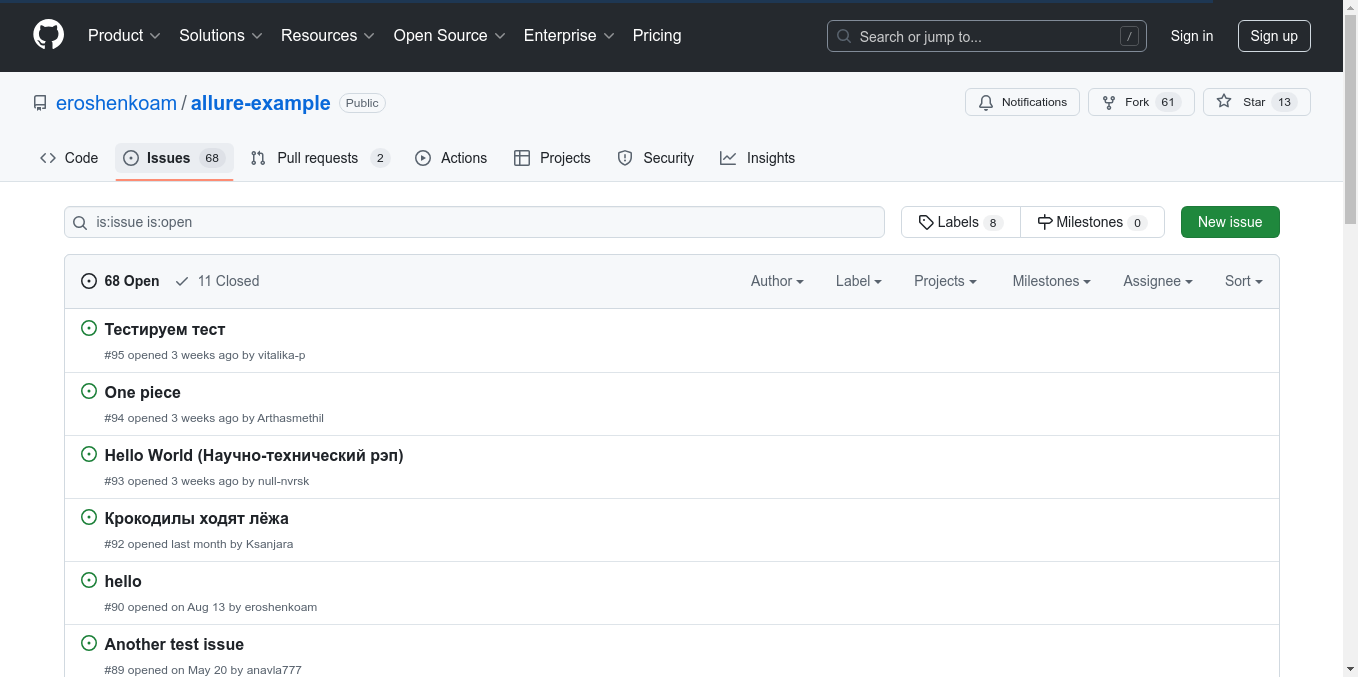 Product Solutions Resources Open Source Enterprise Pricing Search or jump to... / Sign in Sign up
eroshenkoam / allure-example Public Notifications Fork 61 Star 13
Code Issues 68 Pull requests 2 Actions Projects Security Insights
is:issue is:open Labels 8 Milestones 0 New issue
68 Open 11 Closed Author Label Projects Milestones Assignee Sort
Тестируем тест
#95 opened 3 weeks ago by vitalika-p
One piece
#94 opened 3 weeks ago by Arthasmethil
Hello World (Научно-технический рэп)
#93 opened 3 weeks ago by null-nvrsk
Крокодилы ходят лёжа
#92 opened last month by Ksanjara
hello
#90 opened on Aug 13 by eroshenkoam
Another test issue
#89 opened on May 20 by anavla777